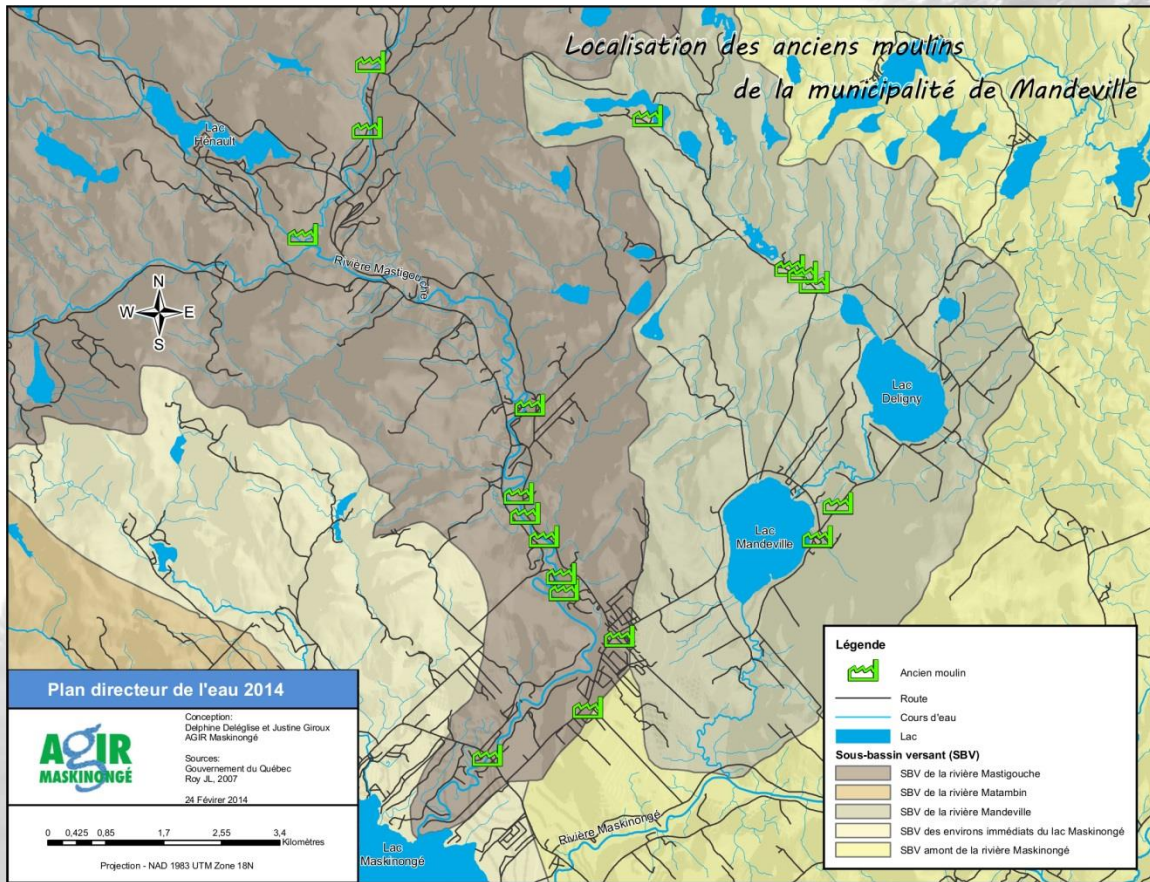 Localisation des anciens moulins
de la municipalité de Mandeville
Lac
Hénault
Rivière Mastigouche
N
W
E
S
Lac
Deligny
Lac
Mandeville
Rivière Maskinongé
Lac
Maskinongé
Plan directeur de l'eau 2014
AGIR
MASKINONGÉ
Conception:
Delphine Deléglise et Justine Giroux
AGIR Maskinongé
Sources:
Gouvernement du Québec
Roy JL, 2007
24 Févirer 2014
0 0,425 0,85 1,7 2,55 3,4
Kilomètres
Projection - NAD 1983 UTM Zone 18N
Légende
Ancien moulin
Route
Cours d'eau
Lac
Sous-bassin versant (SBV)
SBV de la rivière Mastigouche
SBV de la rivière Matambin
SBV de la rivière Mandeville
SBV des environs immédiats du lac Maskinongé
SBV amont de la rivière Maskinongé